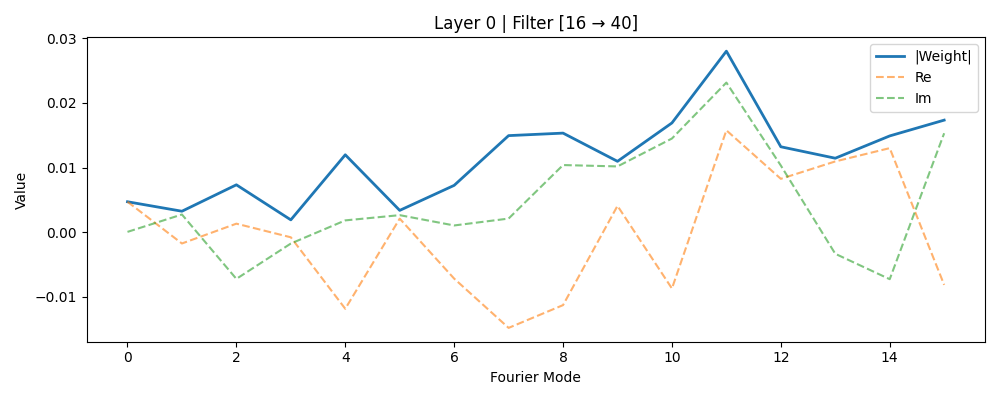 Layer 0 | Filter [16 → 40]
|Weight|
Re
Im
Value
0.03
0.02
0.01
0.00
−0.01
0 2 4 6 8 10 12 14
Fourier Mode